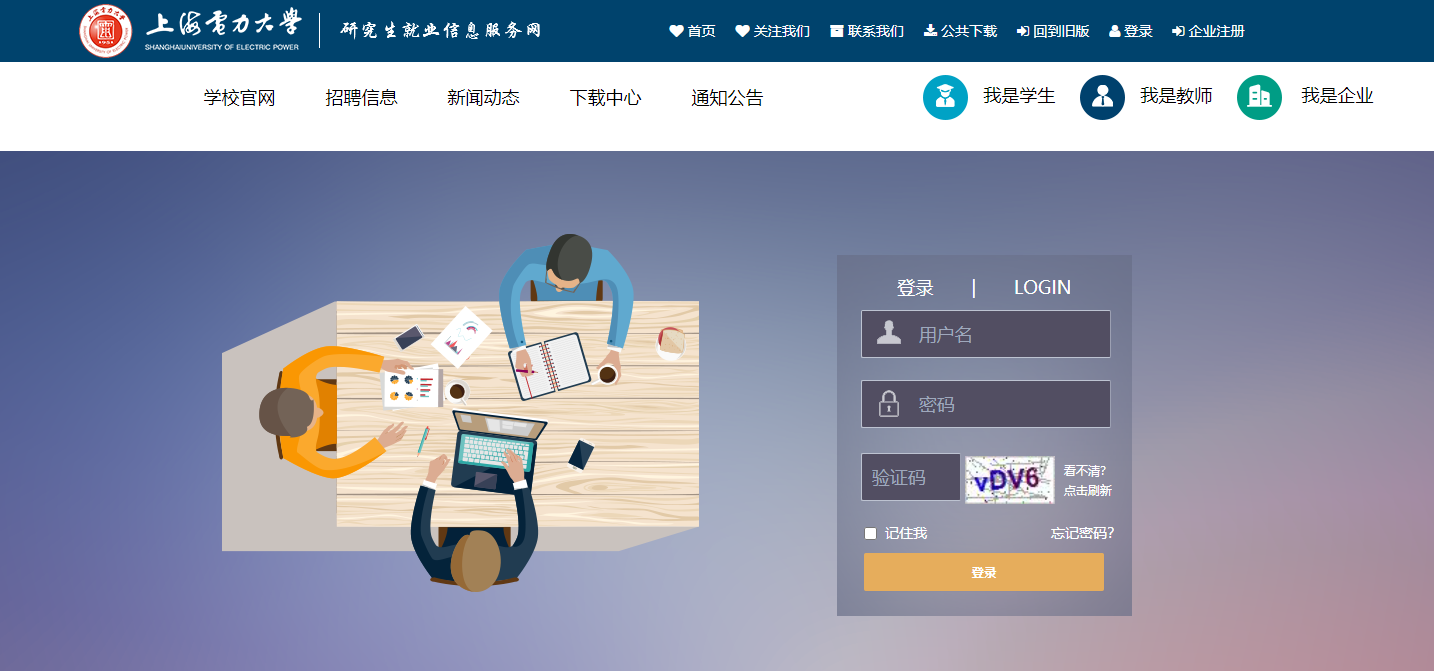 上海电力大学
SHANGHAIUNIVERSITY OF ELECTRIC POWER
研究生就业信息服务网
首页 关注我们 联系我们 公共下载 回到旧版 登录 企业注册
学校官网 招聘信息 新闻动态 下载中心 通知公告
我是学生 我是教师 我是企业
登录 | LOGIN
用户名
密码
验证码 vDV6 看不清?
点击刷新
记住我 忘记密码?
登录